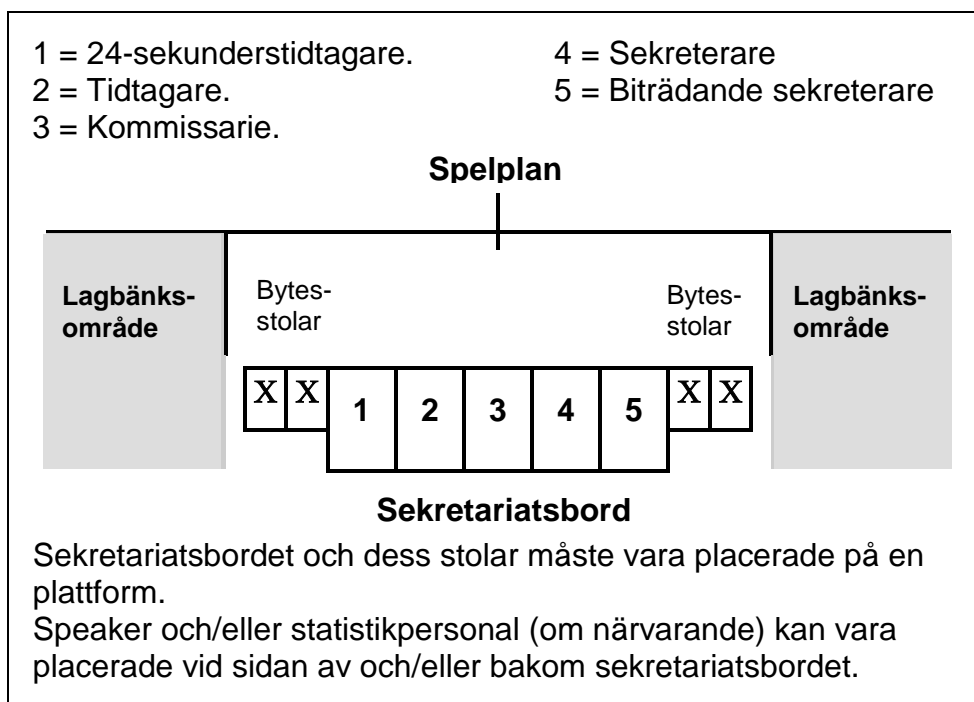 1 = 24-sekunderstidtagare.
2 = Tidtagare.
3 = Kommissarie.
4 = Sekreterare
5 = Biträdande sekreterare
Spelplan
Lagbänks-
område
Bytes-
stolar
Bytes-
stolar
Lagbänks-
område
X X 1 2 3 4 5 X X
Sekretariatsbord
Sekretariatsbordet och dess stolar måste vara placerade på en
plattform.
Speaker och/eller statistikpersonal (om närvarande) kan vara
placerade vid sidan av och/eller bakom sekretariatsbordet.